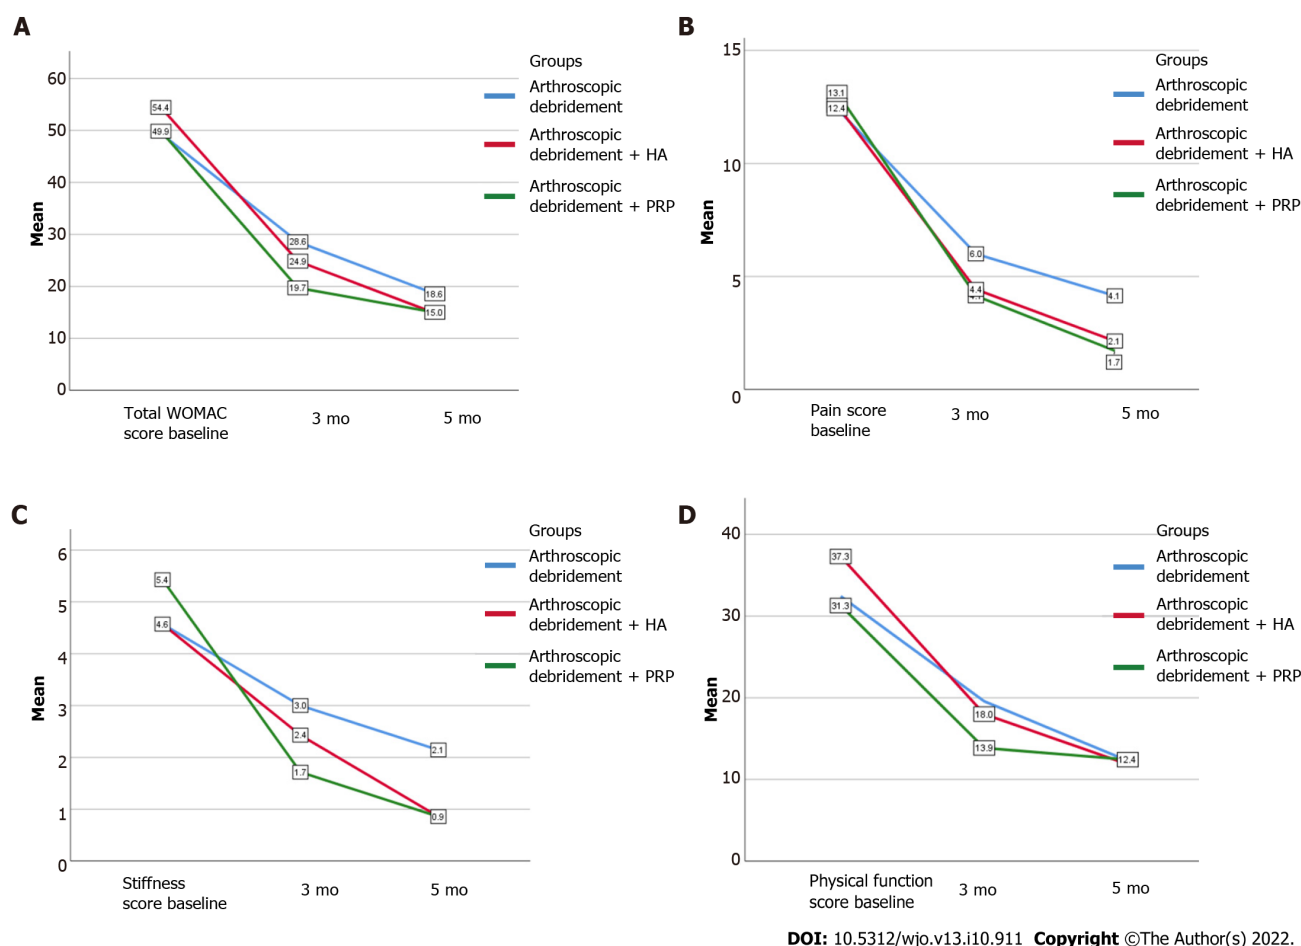 A
Groups
Arthroscopic
debridement
Arthroscopic
debridement + HA
Arthroscopic
debridement + PRP
Mean
60
50
40
30
20
10
0
54.4
49.9
28.6
24.9
19.7
18.6
15.0
Total WOMAC
score baseline
3 mo
5 mo
B
Groups
Arthroscopic
debridement
Arthroscopic
debridement + HA
Arthroscopic
debridement + PRP
Mean
15
10
5
0
13.1
12.4
6.0
4.4
4.1
2.1
1.7
Pain score
baseline
3 mo
5 mo
C
Groups
Arthroscopic
debridement
Arthroscopic
debridement + HA
Arthroscopic
debridement + PRP
Mean
6
5
4
3
2
1
0
5.4
4.6
3.0
2.4
1.7
2.1
0.9
Stiffness
score baseline
3 mo
5 mo
D
Groups
Arthroscopic
debridement
Arthroscopic
debridement + HA
Arthroscopic
debridement + PRP
Mean
40
30
20
10
0
37.3
31.3
18.0
13.9
12.4
Physical function
score baseline
3 mo
5 mo
DOI: 10.5312/wjo.v13.i10.911 Copyright ©The Author(s) 2022.